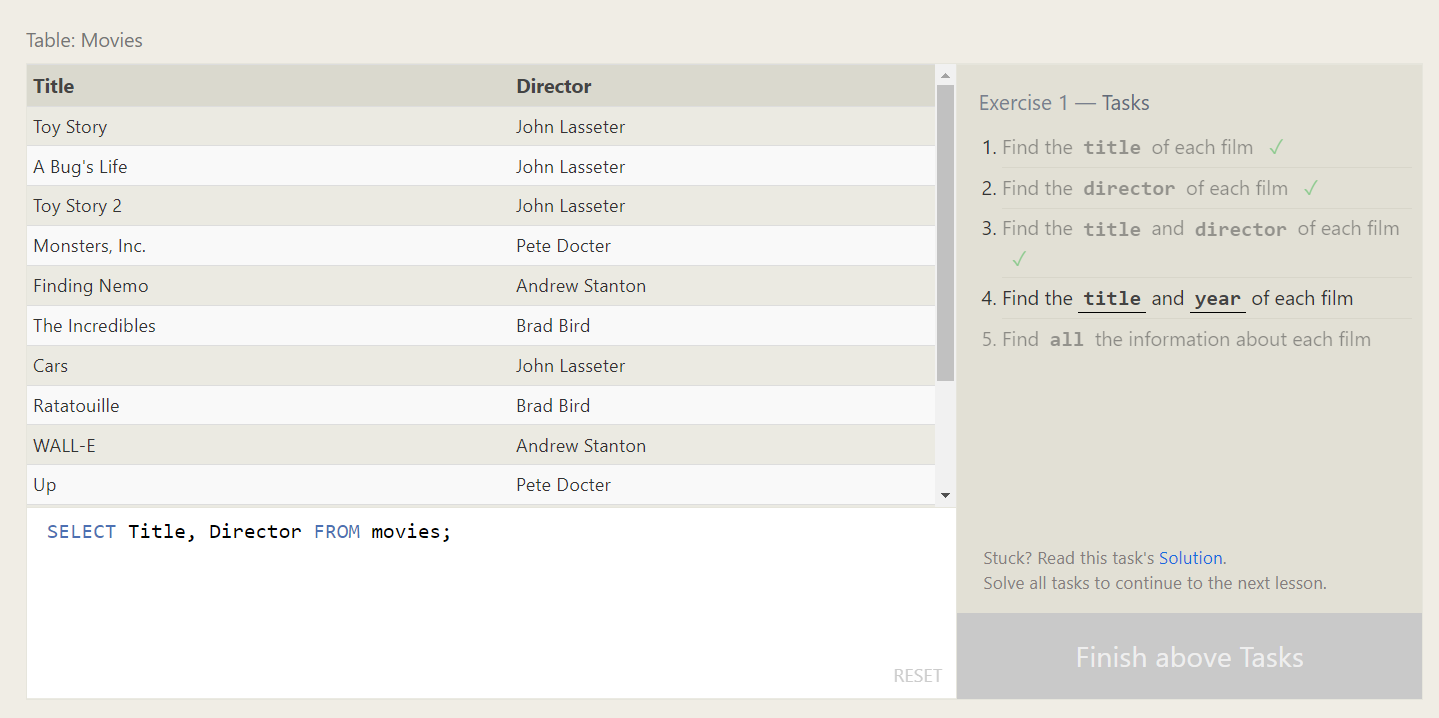 Table: Movies
Title Director
Toy Story John Lasseter
A Bug's Life John Lasseter
Toy Story 2 John Lasseter
Monsters, Inc. Pete Docter
Finding Nemo Andrew Stanton
The Incredibles Brad Bird
Cars John Lasseter
Ratatouille Brad Bird
WALL-E Andrew Stanton
Up Pete Docter
SELECT Title, Director FROM movies;
RESET
Exercise 1 — Tasks
1. Find the title of each film ✓
2. Find the director of each film ✓
3. Find the title and director of each film
✓
4. Find the title and year of each film
5. Find all the information about each film
Stuck? Read this task's Solution.
Solve all tasks to continue to the next lesson.
Finish above Tasks